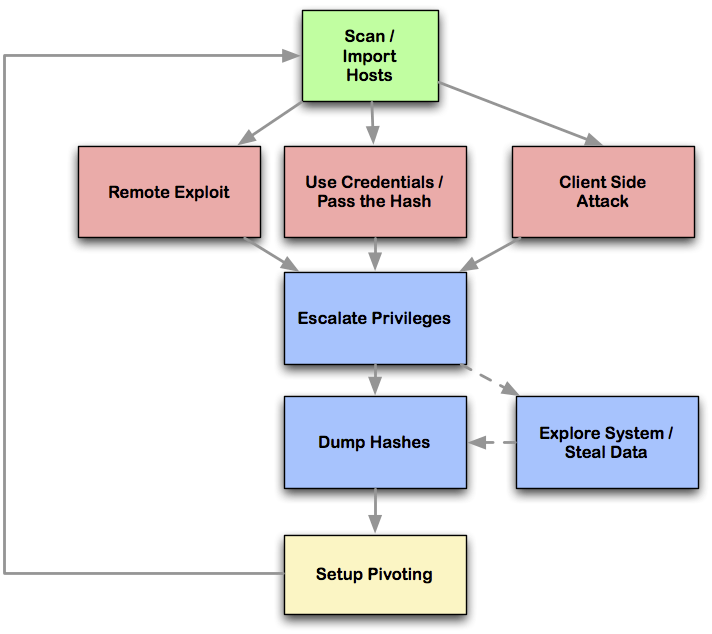 Scan /
Import
Hosts
Remote Exploit
Use Credentials /
Pass the Hash
Client Side
Attack
Escalate Privileges
Dump Hashes
Explore System /
Steal Data
Setup Pivoting